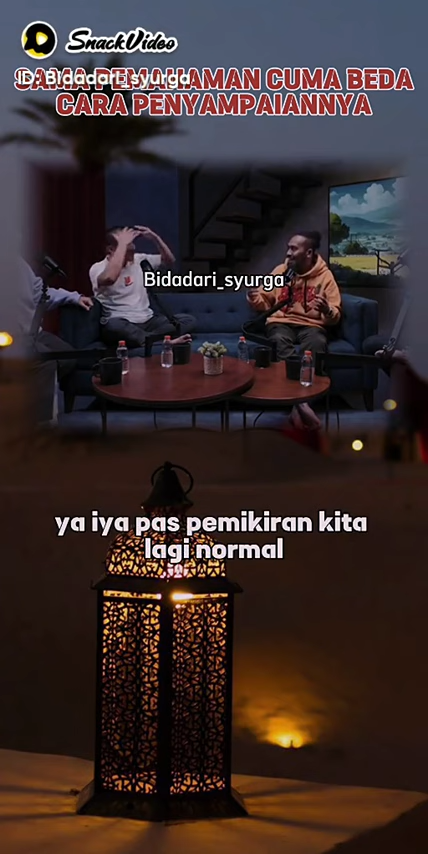 SnackVideo
ID: Bidadari_syurga
SAMA PEMAHAMAN CUMA BEDA
CARA PENYAMPAIANNYA
Bidadari_syurga
ya iya pas pemikiran kita
lagi normal